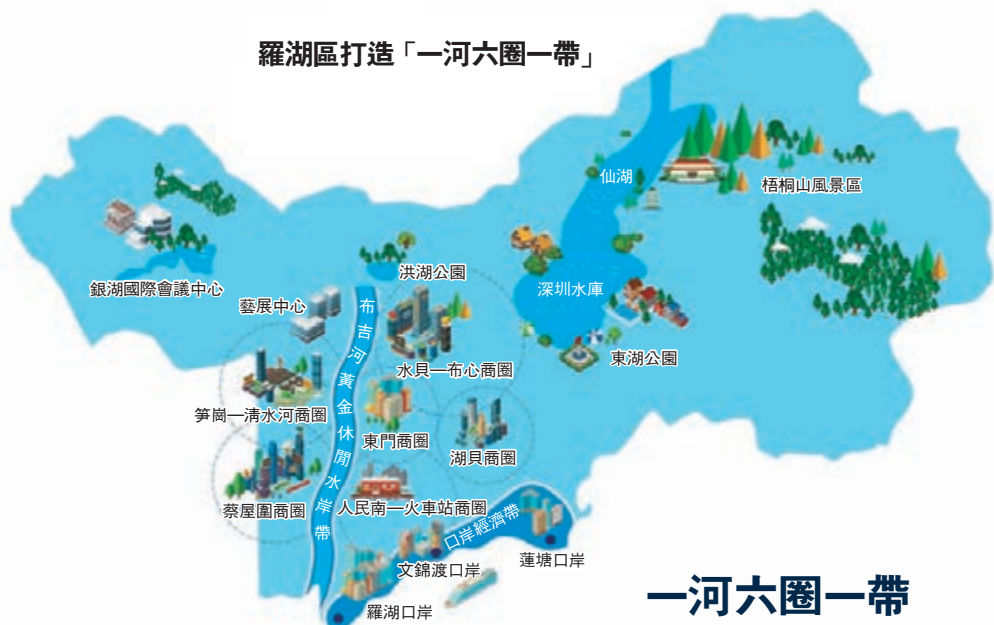 羅湖區打造「一河六圈一帶」
仙湖
梧桐山風景區
銀湖國際會議中心
洪湖公園
深圳水庫
藝展中心
布吉河黃金休閒水岸帶
水貝—布心商圈
東湖公園
笋崗—清水河商圈
東門商圈
湖貝商圈
蔡屋圍商圈
人民南—火車站商圈
口岸經濟帶
文錦渡口岸
蓮塘口岸
羅湖口岸
一河六圈一帶